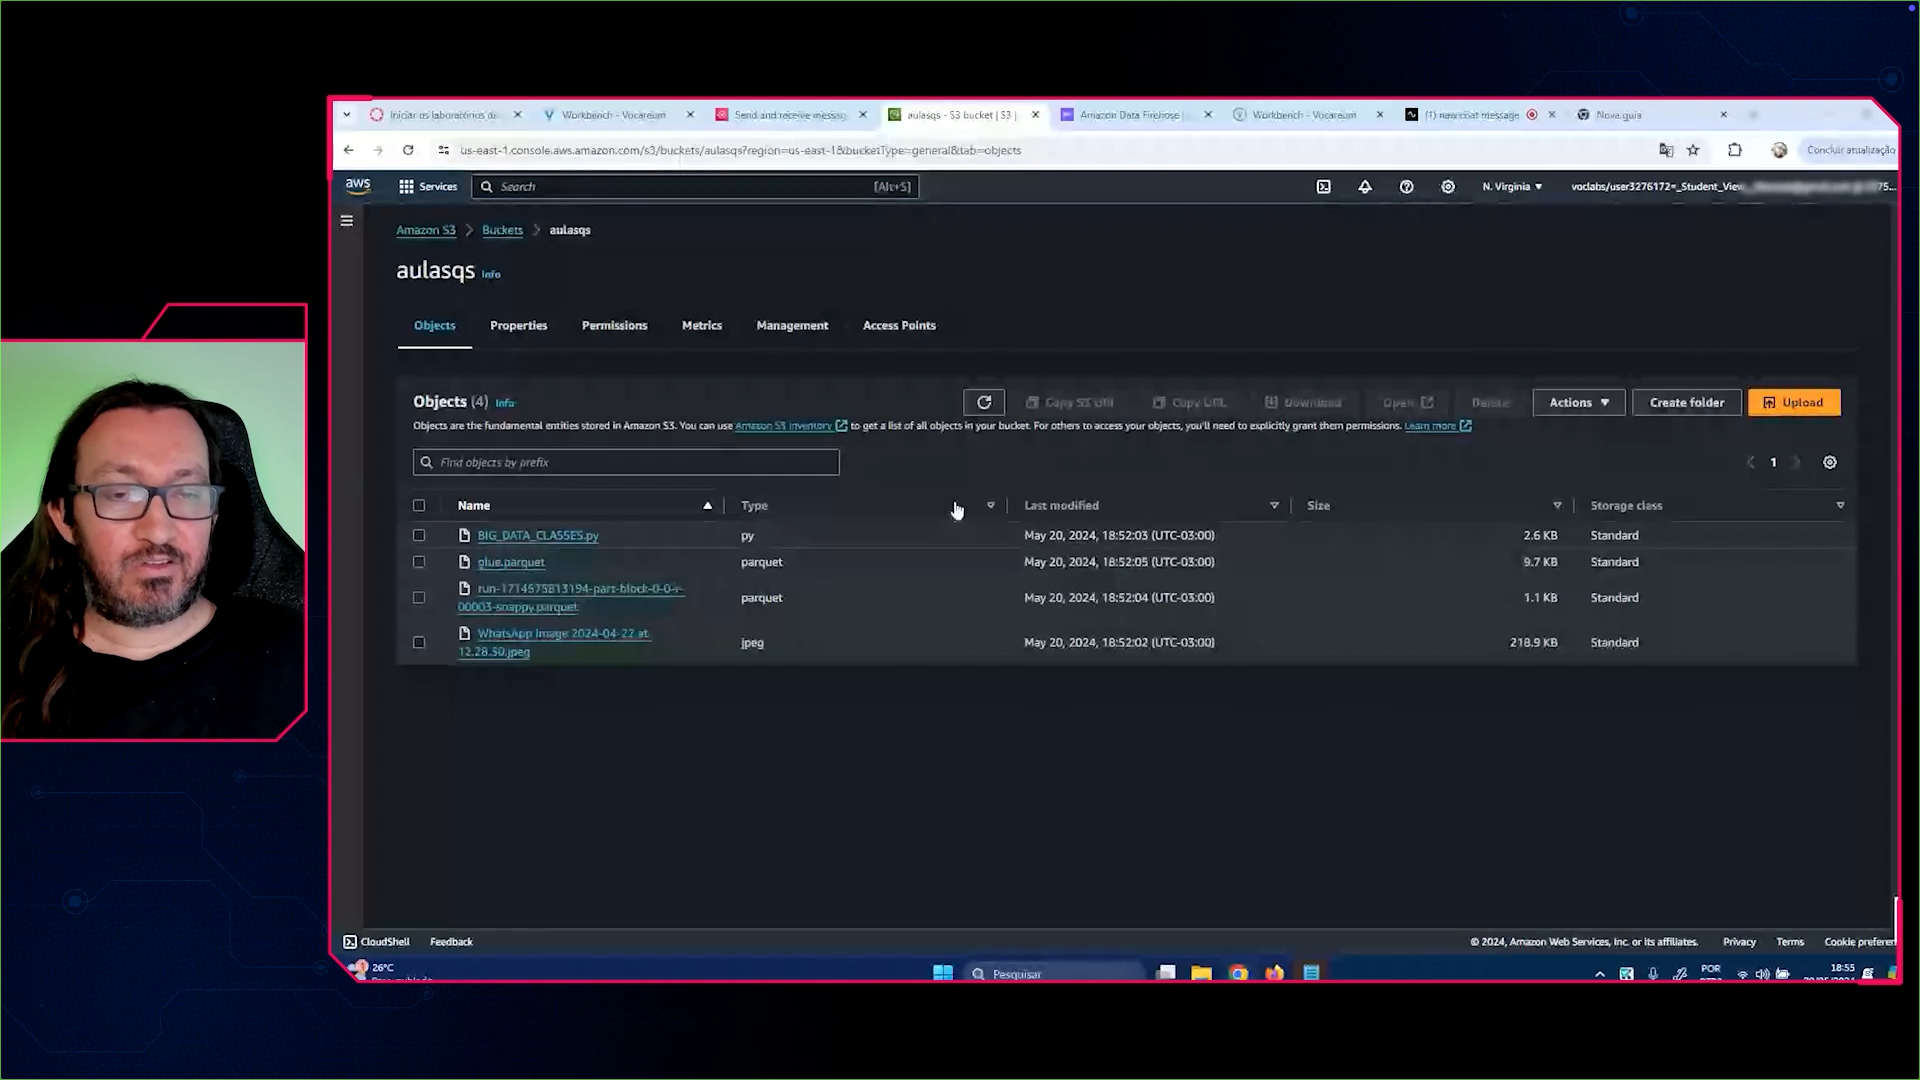 Iniciar os laboratórios da
Workbench - Vocareum
Send and receive messag
aulasqs - S3 bucket | S3 |
Amazon Data Firehose |
Workbench - Vocareum
(1) new chat message
Nova guia
us-east-1.console.aws.amazon.com/s3/buckets/aulasqs?region=us-east-1&bucketType=general&tab=objects
Concluir atualização
aws
Services
Search
[Alt+S]
N. Virginia
voclabs/user3276172=_Student_View
75...
Amazon S3
Buckets
aulasqs
aulasqs Info
Objects
Properties
Permissions
Metrics
Management
Access Points
Objects (4) Info
Copy S3 URI
Copy URL
Download
Open
Delete
Actions
Create folder
Upload
Objects are the fundamental entities stored in Amazon S3. You can use Amazon S3 inventory to get a list of all objects in your bucket. For others to access your objects, you'll need to explicitly grant them permissions. Learn more
Find objects by prefix
1
Name
Type
Last modified
Size
Storage class
BIG_DATA_CLASSES.py
py
May 20, 2024, 18:52:03 (UTC-03:00)
2.6 KB
Standard
glue.parquet
parquet
May 20, 2024, 18:52:05 (UTC-03:00)
9.7 KB
Standard
run-1714575813194-part-block-0-0-r-
00003-snappy.parquet
parquet
May 20, 2024, 18:52:04 (UTC-03:00)
1.1 KB
Standard
WhatsApp Image 2024-04-22 at
12.28.30.jpeg
jpeg
May 20, 2024, 18:52:02 (UTC-03:00)
218.9 KB
Standard
CloudShell
Feedback
© 2024, Amazon Web Services, Inc. or its affiliates.
Privacy
Terms
Cookie preferen
26°C
Pesquisar
POR
18:55